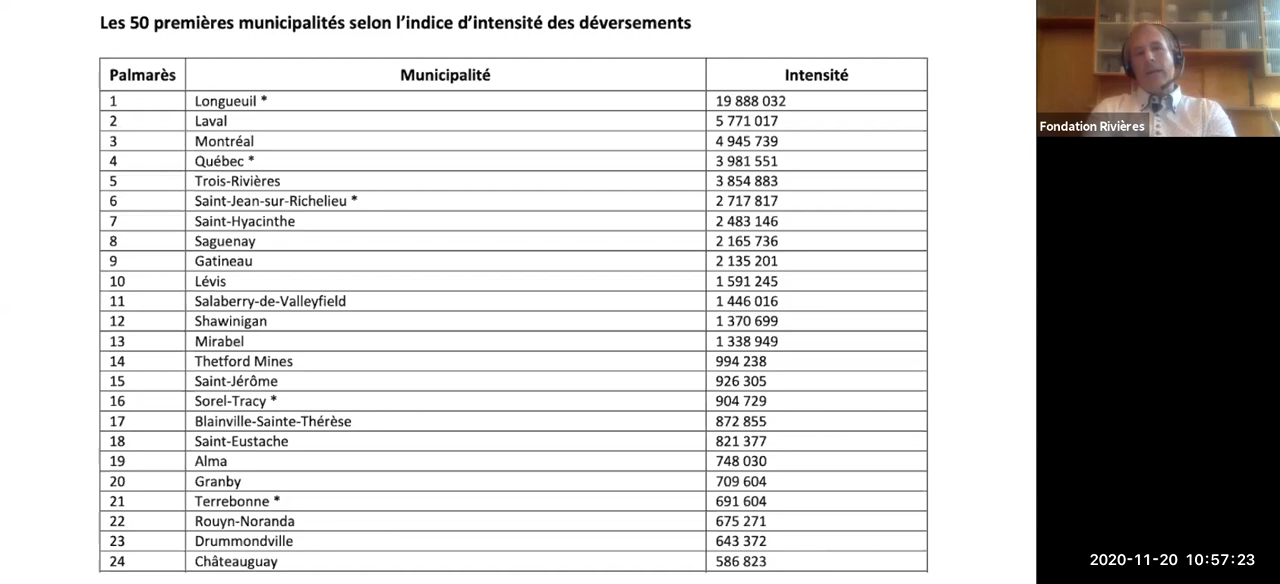 Les 50 premières municipalités selon l'indice d'intensité des déversements
Palmarès Municipalité Intensité
1 Longueuil * 19 888 032
2 Laval 5 771 017
3 Montréal 4 945 739
4 Québec * 3 981 551
5 Trois-Rivières 3 854 883
6 Saint-Jean-sur-Richelieu * 2 717 817
7 Saint-Hyacinthe 2 483 146
8 Saguenay 2 165 736
9 Gatineau 2 135 201
10 Lévis 1 591 245
11 Salaberry-de-Valleyfield 1 446 016
12 Shawinigan 1 370 699
13 Mirabel 1 338 949
14 Thetford Mines 994 238
15 Saint-Jérôme 926 305
16 Sorel-Tracy * 904 729
17 Blainville-Sainte-Thérèse 872 855
18 Saint-Eustache 821 377
19 Alma 748 030
20 Granby 709 604
21 Terrebonne * 691 604
22 Rouyn-Noranda 675 271
23 Drummondville 643 372
24 Châteauguay 586 823
Fondation Rivières
2020-11-20 10:57:23